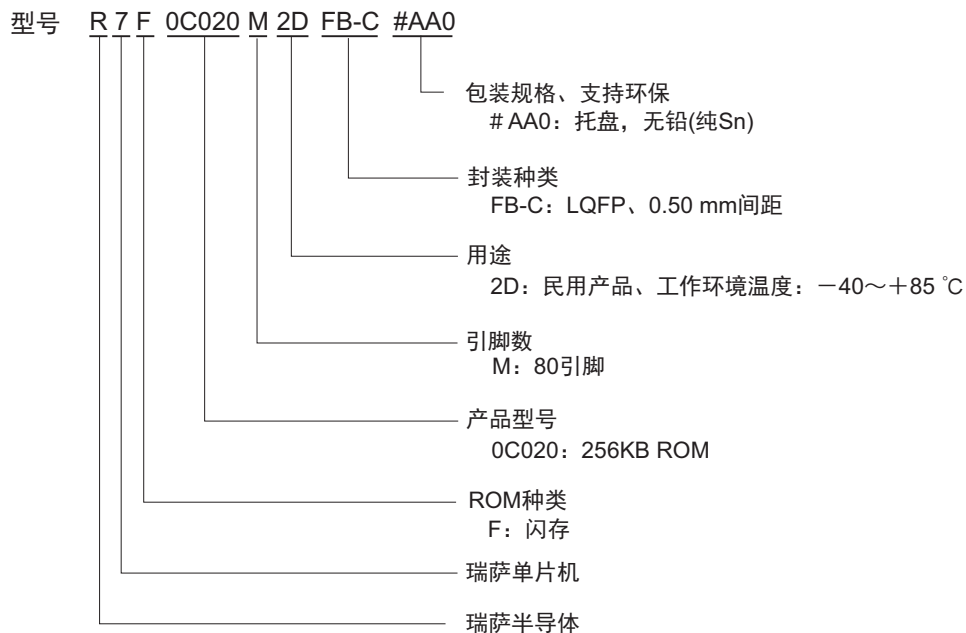 型号 R 7 F 0C020 M 2D FB-C #AA0
包装规格、支持环保
# AA0：托盘，无铅(纯Sn)
封装种类
FB-C：LQFP、0.50 mm间距
用途
2D：民用产品、工作环境温度：－40～＋85 ℃
引脚数
M：80引脚
产品型号
0C020：256KB ROM
ROM种类
F：闪存
瑞萨单片机
瑞萨半导体